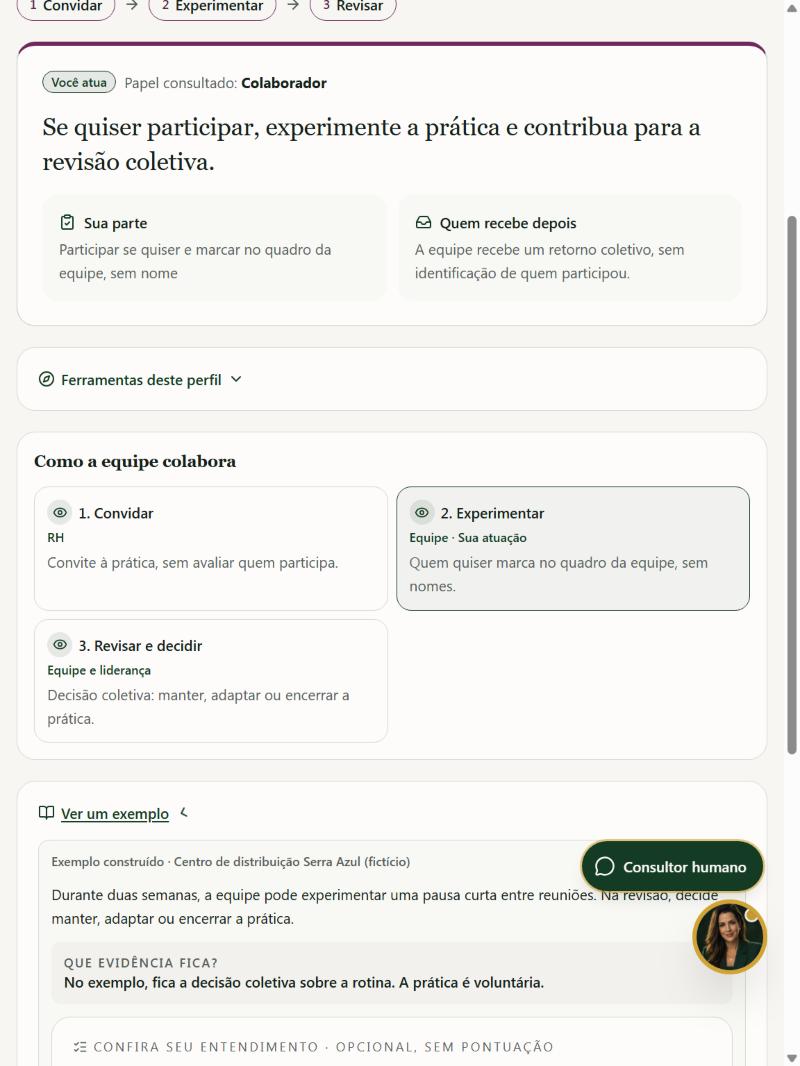 1 Convidar → 2 Experimentar → 3 Revisar
Você atua Papel consultado: Colaborador
Se quiser participar, experimente a prática e contribua para a
revisão coletiva.
Sua parte
Participar se quiser e marcar no quadro da
equipe, sem nome
Quem recebe depois
A equipe recebe um retorno coletivo, sem
identificação de quem participou.
Ferramentas deste perfil
Como a equipe colabora
1. Convidar
RH
Convite à prática, sem avaliar quem participa.
2. Experimentar
Equipe · Sua atuação
Quem quiser marca no quadro da equipe, sem
nomes.
3. Revisar e decidir
Equipe e liderança
Decisão coletiva: manter, adaptar ou encerrar a
prática.
Ver um exemplo
Exemplo construído · Centro de distribuição Serra Azul (fictício)
Consultor humano
Durante duas semanas, a equipe pode experimentar uma pausa curta entre reuniões. Na revisão, decide
manter, adaptar ou encerrar a prática.
QUE EVIDÊNCIA FICA?
No exemplo, fica a decisão coletiva sobre a rotina. A prática é voluntária.
CONFIRA SEU ENTENDIMENTO · OPCIONAL, SEM PONTUAÇÃO